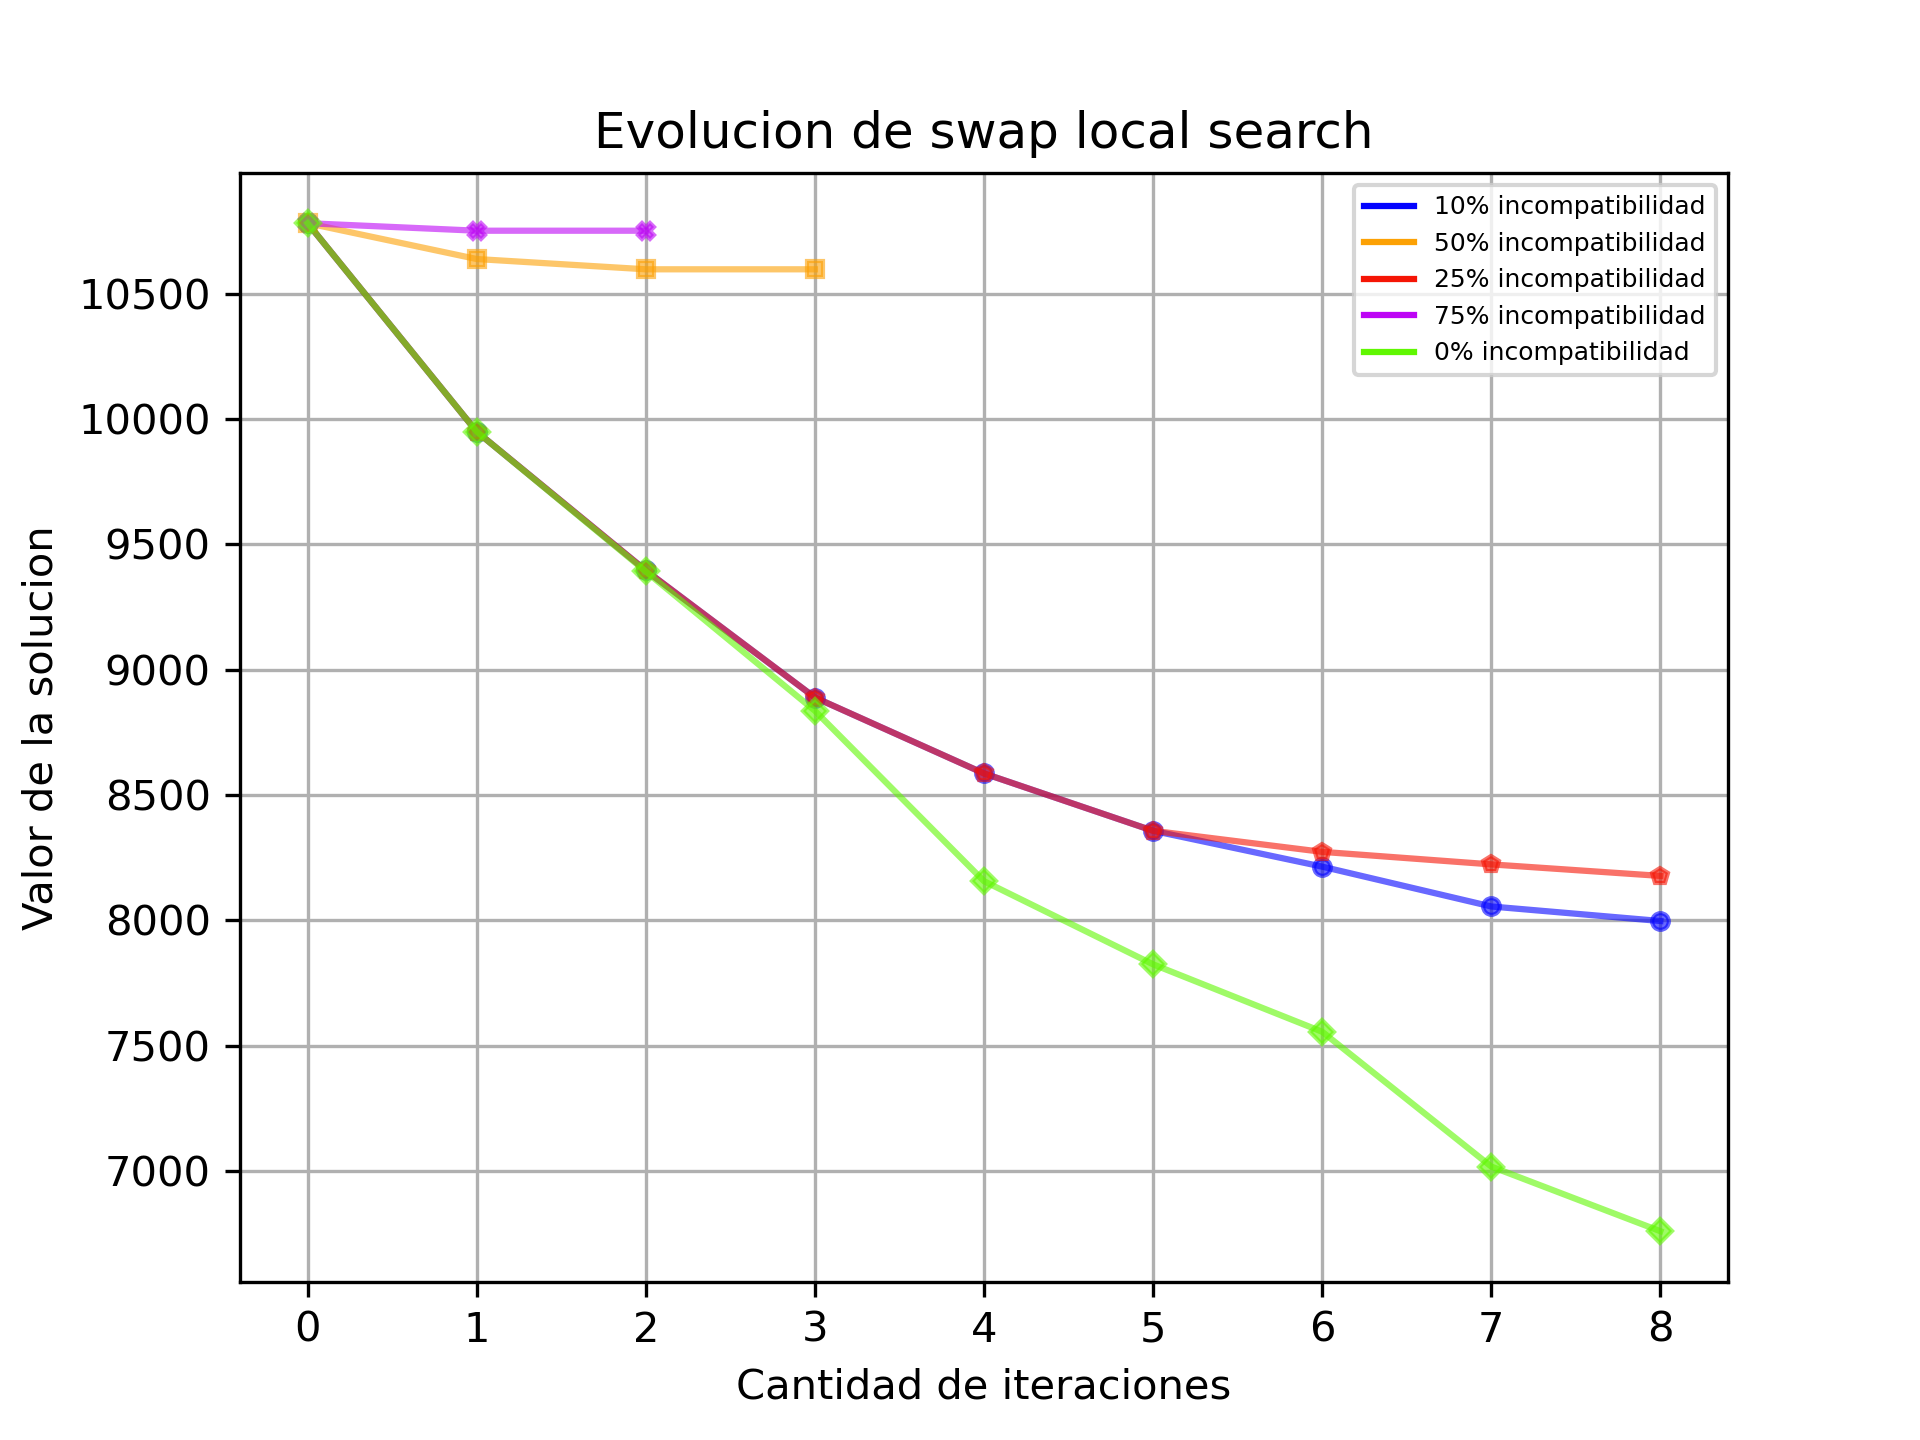 Evolucion de swap local search
10% incompatibilidad
50% incompatibilidad
25% incompatibilidad
75% incompatibilidad
0% incompatibilidad
Valor de la solucion
10500
10000
9500
9000
8500
8000
7500
7000
0 1 2 3 4 5 6 7 8
Cantidad de iteraciones